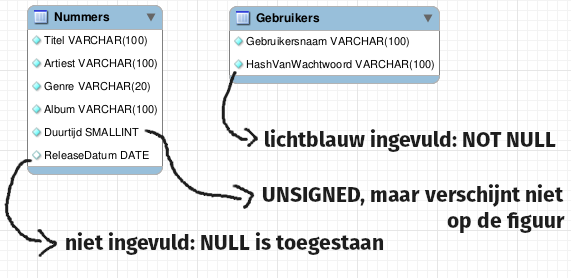 Nummers
Titel VARCHAR(100)
Artiest VARCHAR(100)
Genre VARCHAR(20)
Album VARCHAR(100)
Duurtijd SMALLINT
ReleaseDatum DATE
Gebruikers
Gebruikersnaam VARCHAR(100)
HashVanWachtwoord VARCHAR(100)
lichtblauw ingevuld: NOT NULL
UNSIGNED, maar verschijnt niet
op de figuur
niet ingevuld: NULL is toegestaan